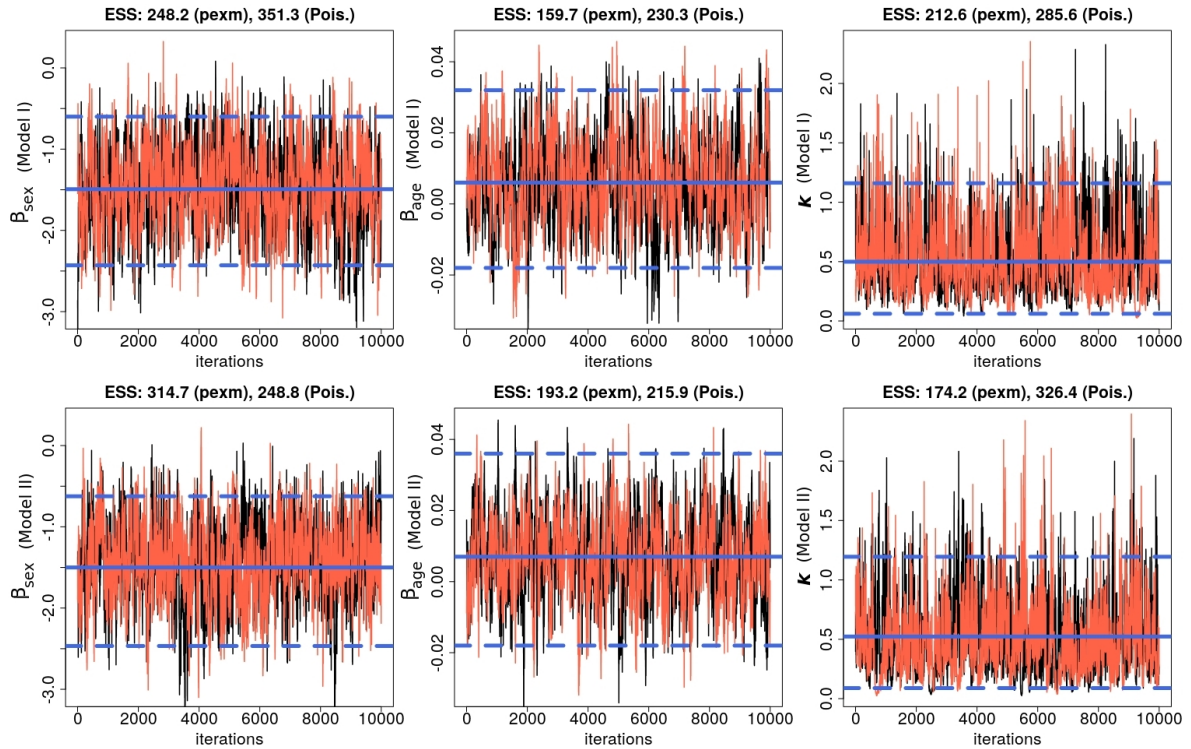 ESS: 248.2 (pexm), 351.3 (Pois.)
βsex (Model I)
0.0
-1.0
-2.0
-3.0
0 2000 4000 6000 8000 10000
iterations
ESS: 159.7 (pexm), 230.3 (Pois.)
βage (Model I)
0.04
0.02
0.00
-0.02
0 2000 4000 6000 8000 10000
iterations
ESS: 212.6 (pexm), 285.6 (Pois.)
κ (Model I)
2.0
1.5
1.0
0.5
0.0
0 2000 4000 6000 8000 10000
iterations
ESS: 314.7 (pexm), 248.8 (Pois.)
βsex (Model II)
0.0
-1.0
-2.0
-3.0
0 2000 4000 6000 8000 10000
iterations
ESS: 193.2 (pexm), 215.9 (Pois.)
βage (Model II)
0.04
0.02
0.00
-0.02
0 2000 4000 6000 8000 10000
iterations
ESS: 174.2 (pexm), 326.4 (Pois.)
κ (Model II)
2.0
1.5
1.0
0.5
0.0
0 2000 4000 6000 8000 10000
iterations